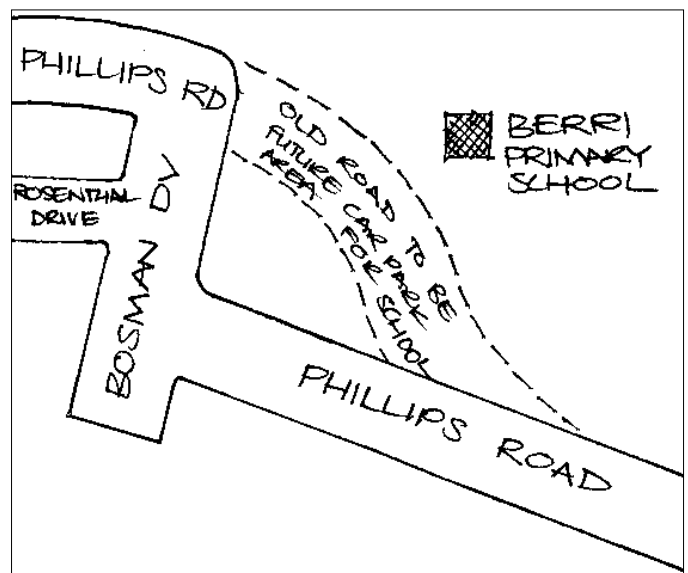 PHILLIPS RD
OLD ROAD TO BE
FUTURE CAR PARK
AREA FOR SCHOOL
BERRI
PRIMARY
SCHOOL
ROSENTHAL
DRIVE
BOSMAN DV
PHILLIPS ROAD